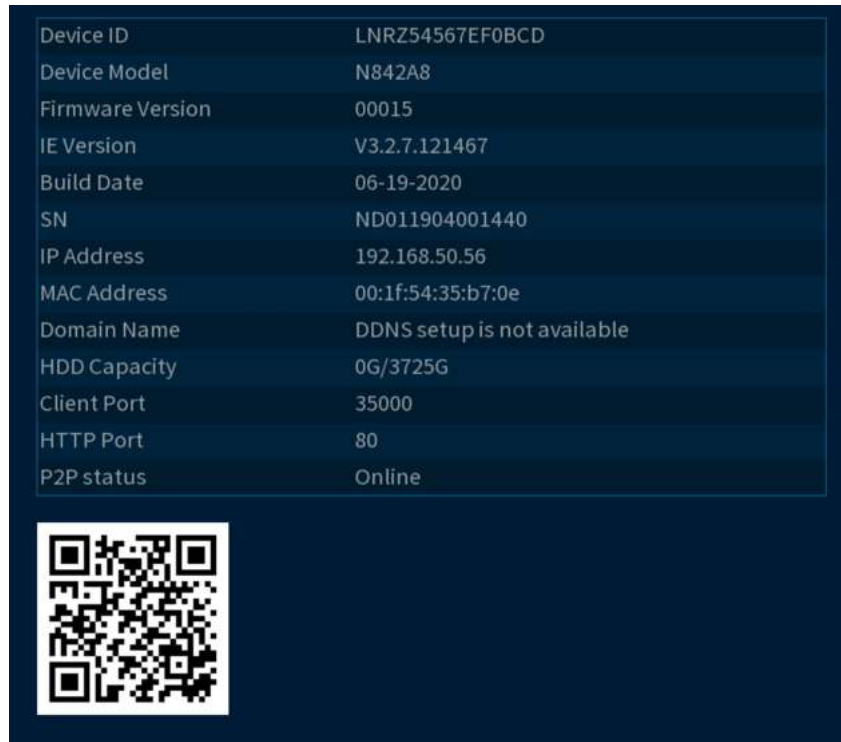 Device ID LNRZ54567EF0BCD
Device Model N842A8
Firmware Version 00015
IE Version V3.2.7.121467
Build Date 06-19-2020
SN ND011904001440
IP Address 192.168.50.56
MAC Address 00:1f:54:35:b7:0e
Domain Name DDNS setup is not available
HDD Capacity 0G/3725G
Client Port 35000
HTTP Port 80
P2P status Online